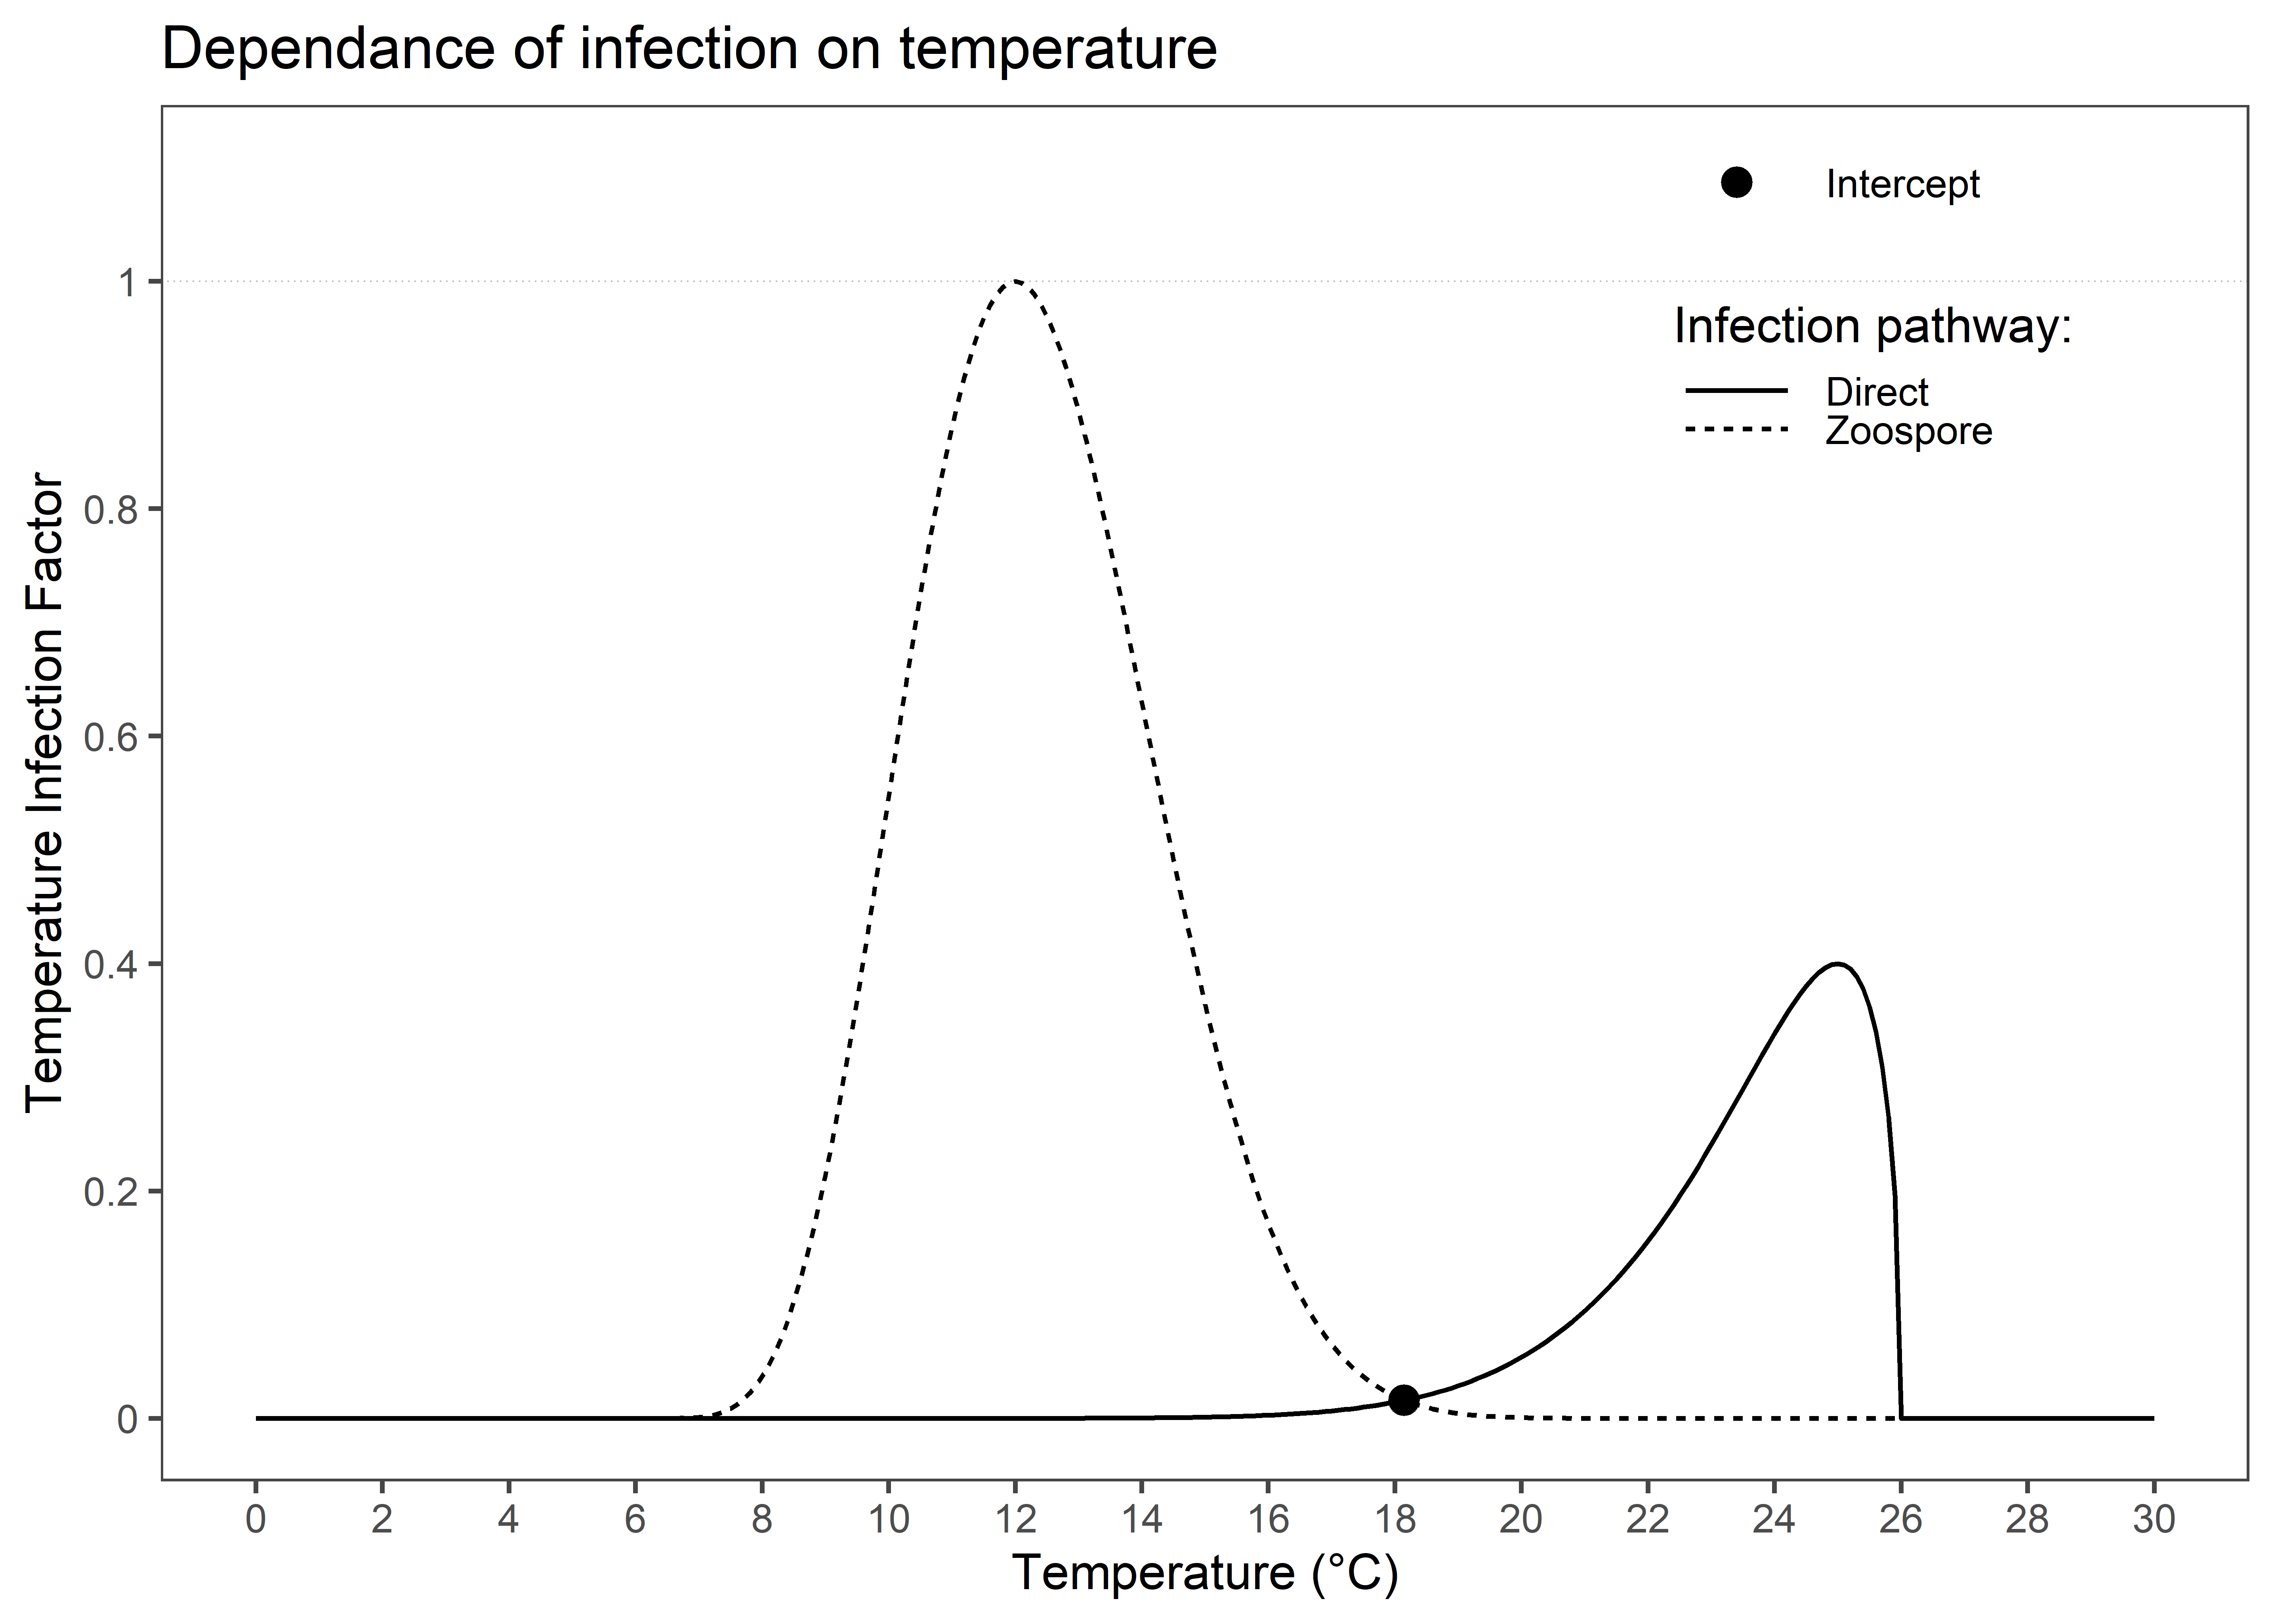 Dependance of infection on temperature
Intercept
Infection pathway:
Direct
Zoospore
Temperature Infection Factor
1
0.8
0.6
0.4
0.2
0
0 2 4 6 8 10 12 14 16 18 20 22 24 26 28 30
Temperature (°C)